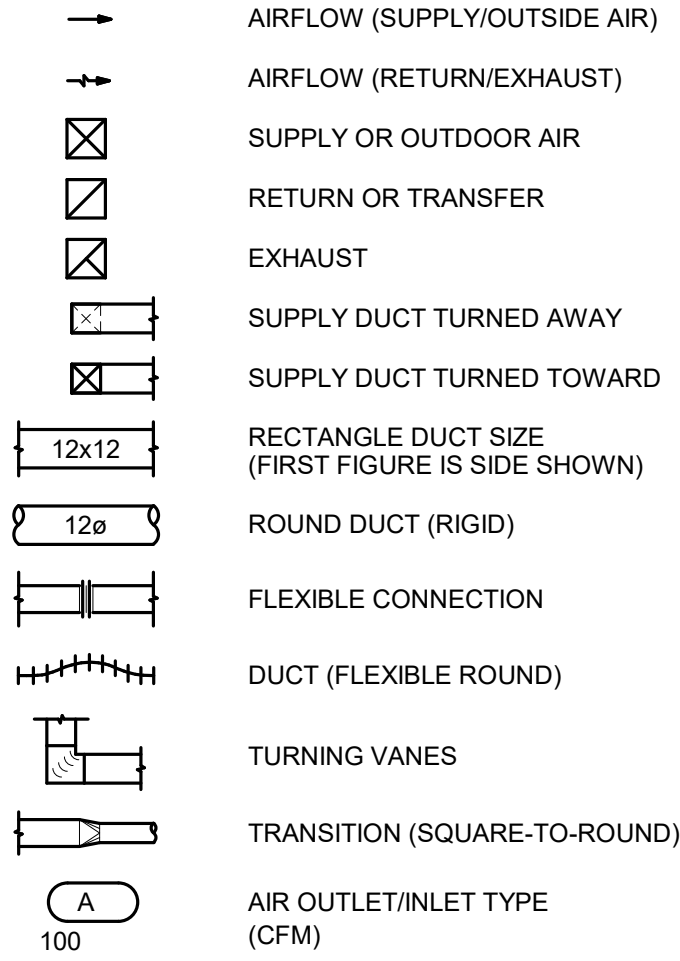 AIRFLOW (SUPPLY/OUTSIDE AIR)
AIRFLOW (RETURN/EXHAUST)
SUPPLY OR OUTDOOR AIR
RETURN OR TRANSFER
EXHAUST
SUPPLY DUCT TURNED AWAY
SUPPLY DUCT TURNED TOWARD
12x12
RECTANGLE DUCT SIZE
(FIRST FIGURE IS SIDE SHOWN)
12ø
ROUND DUCT (RIGID)
FLEXIBLE CONNECTION
DUCT (FLEXIBLE ROUND)
TURNING VANES
TRANSITION (SQUARE-TO-ROUND)
A
AIR OUTLET/INLET TYPE
100
(CFM)